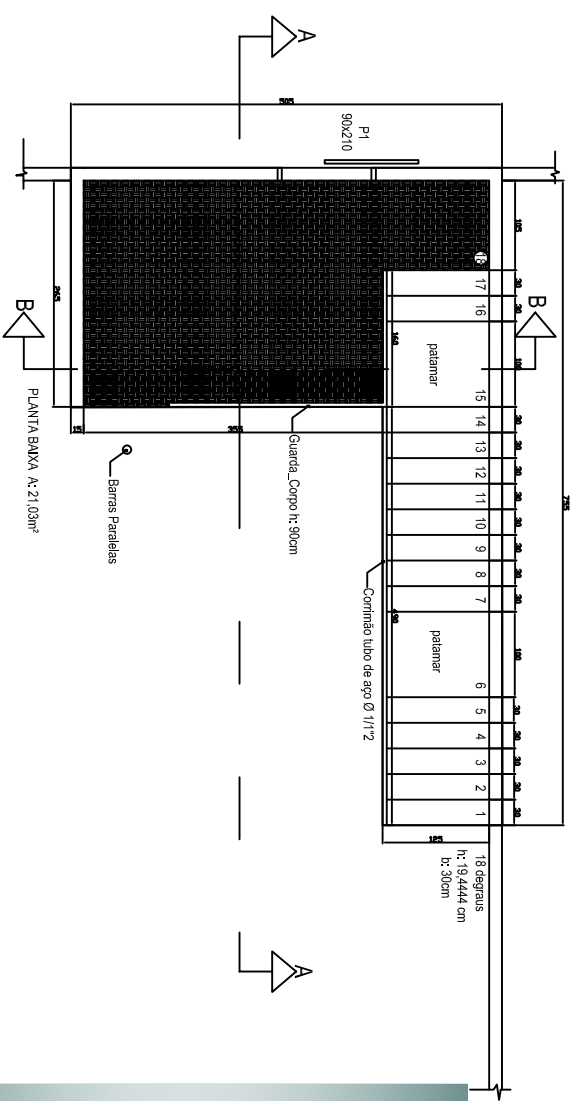 A
A
505
P1
90x210
B
B
265
105
30
30
100
30
30
30
30
30
30
30
30
100
30
30
30
30
30
755
18
17
16
patamar
15
14
13
12
11
10
9
8
7
patamar
6
5
4
3
2
1
160
490
15
355
125
Guarda_Corpo h: 90cm
Corrimão tubo de aço Ø 1/1"2
Barras Paralelas
18 degraus
h: 19,4444 cm
b: 30cm
PLANTA BAIXA A: 21,03m²